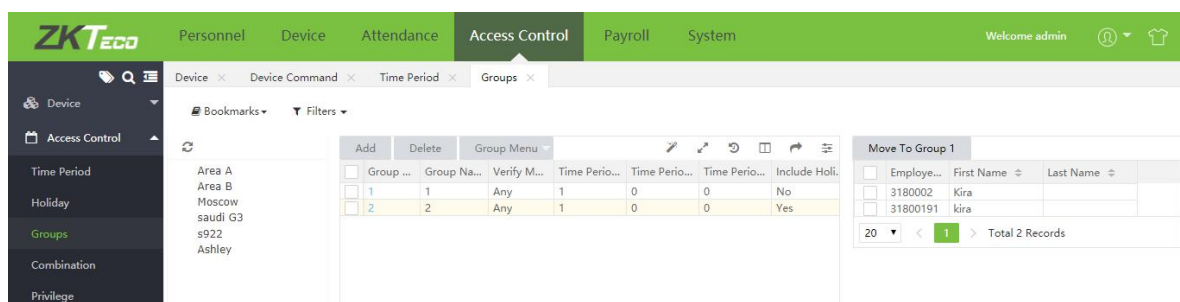 ZKTeco Personnel Device Attendance Access Control Payroll System Welcome admin
Device Device Command Time Period Groups
Device
Bookmarks Filters
Access Control
Add Delete Group Menu Move To Group 1
Time Period
Holiday
Groups
Combination
Privilege
Area A
Area B
Moscow
saudi G3
s922
Ashley
Group ... Group Na... Verify M... Time Perio... Time Perio... Time Perio... Include Holi.
1 1 Any 1 0 0 No
2 2 Any 1 0 0 Yes
Employe... First Name Last Name
3180002 Kira
31800191 kira
20 1 Total 2 Records